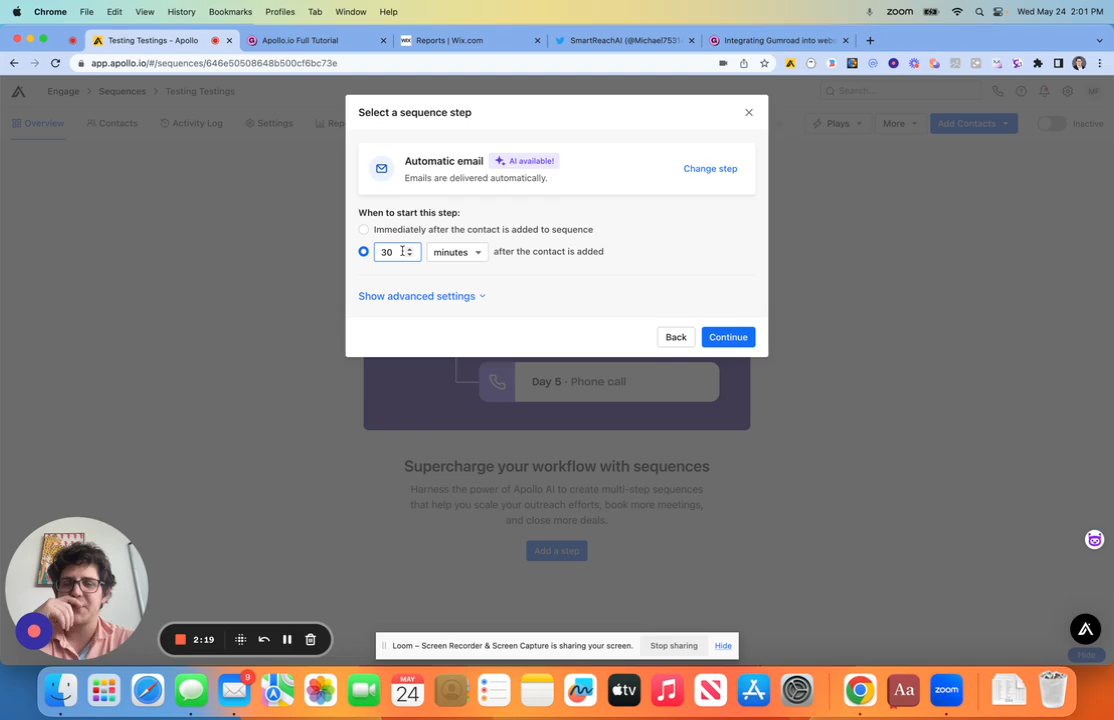 Chrome File Edit View History Bookmarks Profiles Tab Window Help zoom Wed May 24 2:01 PM
Testing Testings - Apollo Apollo.io Full Tutorial Reports | Wix.com SmartReachAI (@Michael7531 Integrating Gumroad into web
app.apollo.io/#/sequences/646e50508648b500cf6bc73e
Engage Sequences Testing Testings Search... MF
Overview Contacts Activity Log Settings Rep Plays More Add Contacts Inactive
Select a sequence step
Automatic email AI available!
Emails are delivered automatically.
Change step
When to start this step:
Immediately after the contact is added to sequence
30 minutes after the contact is added
Show advanced settings
Back Continue
Day 5 · Phone call
Supercharge your workflow with sequences
Harness the power of Apollo AI to create multi-step sequences
that help you scale your outreach efforts, book more meetings,
and close more deals.
Add a step
2:19
Loom – Screen Recorder & Screen Capture is sharing your screen. Stop sharing Hide
Hide
9
MAY
24
tv
Aa
zoom